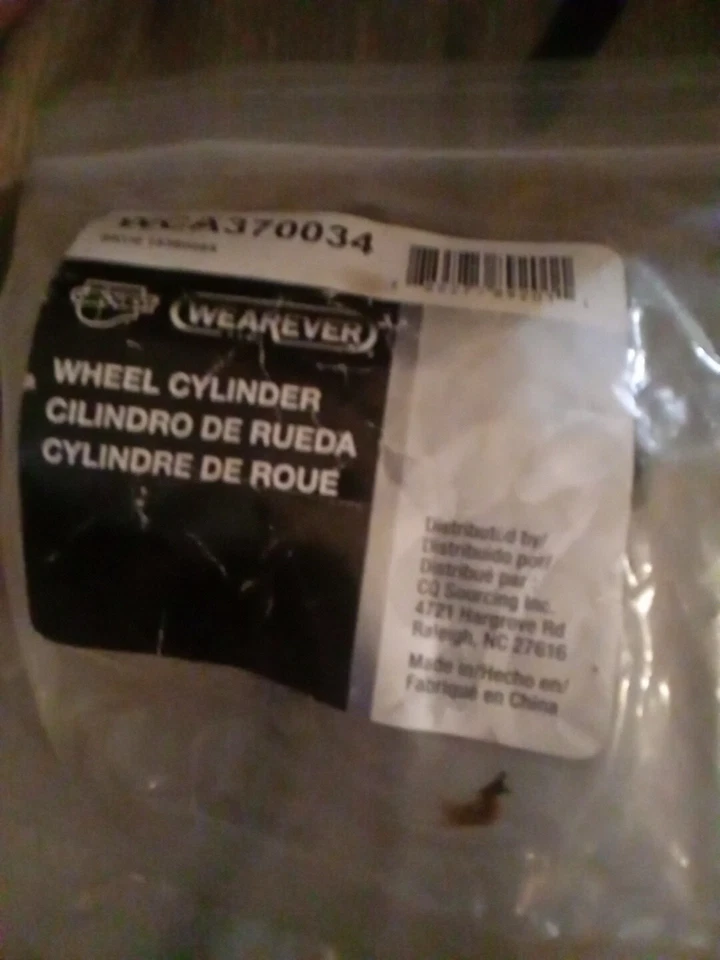 WCA370034
WEAREVER
WHEEL CYLINDER
CILINDRO DE RUEDA
CYLINDRE DE ROUE
Distributed by/
Distribuido por/
Distribué par
CQ Sourcing Inc.
4721 Hargrove Rd
Raleigh, NC 27616
Made in/Hecho en/
Fabriqué en China